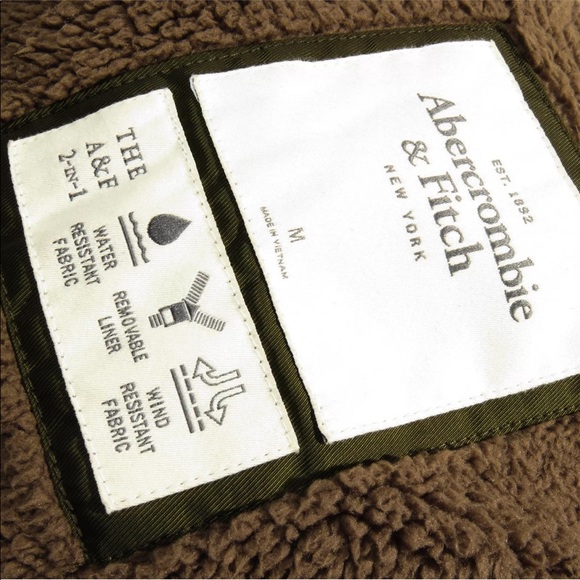 THE
A&F
2-IN-1
WATER
RESISTANT
FABRIC
REMOVABLE
LINER
WIND
RESISTANT
FABRIC
EST. 1892
Abercrombie
& Fitch
NEW YORK
M
MADE IN VIETNAM